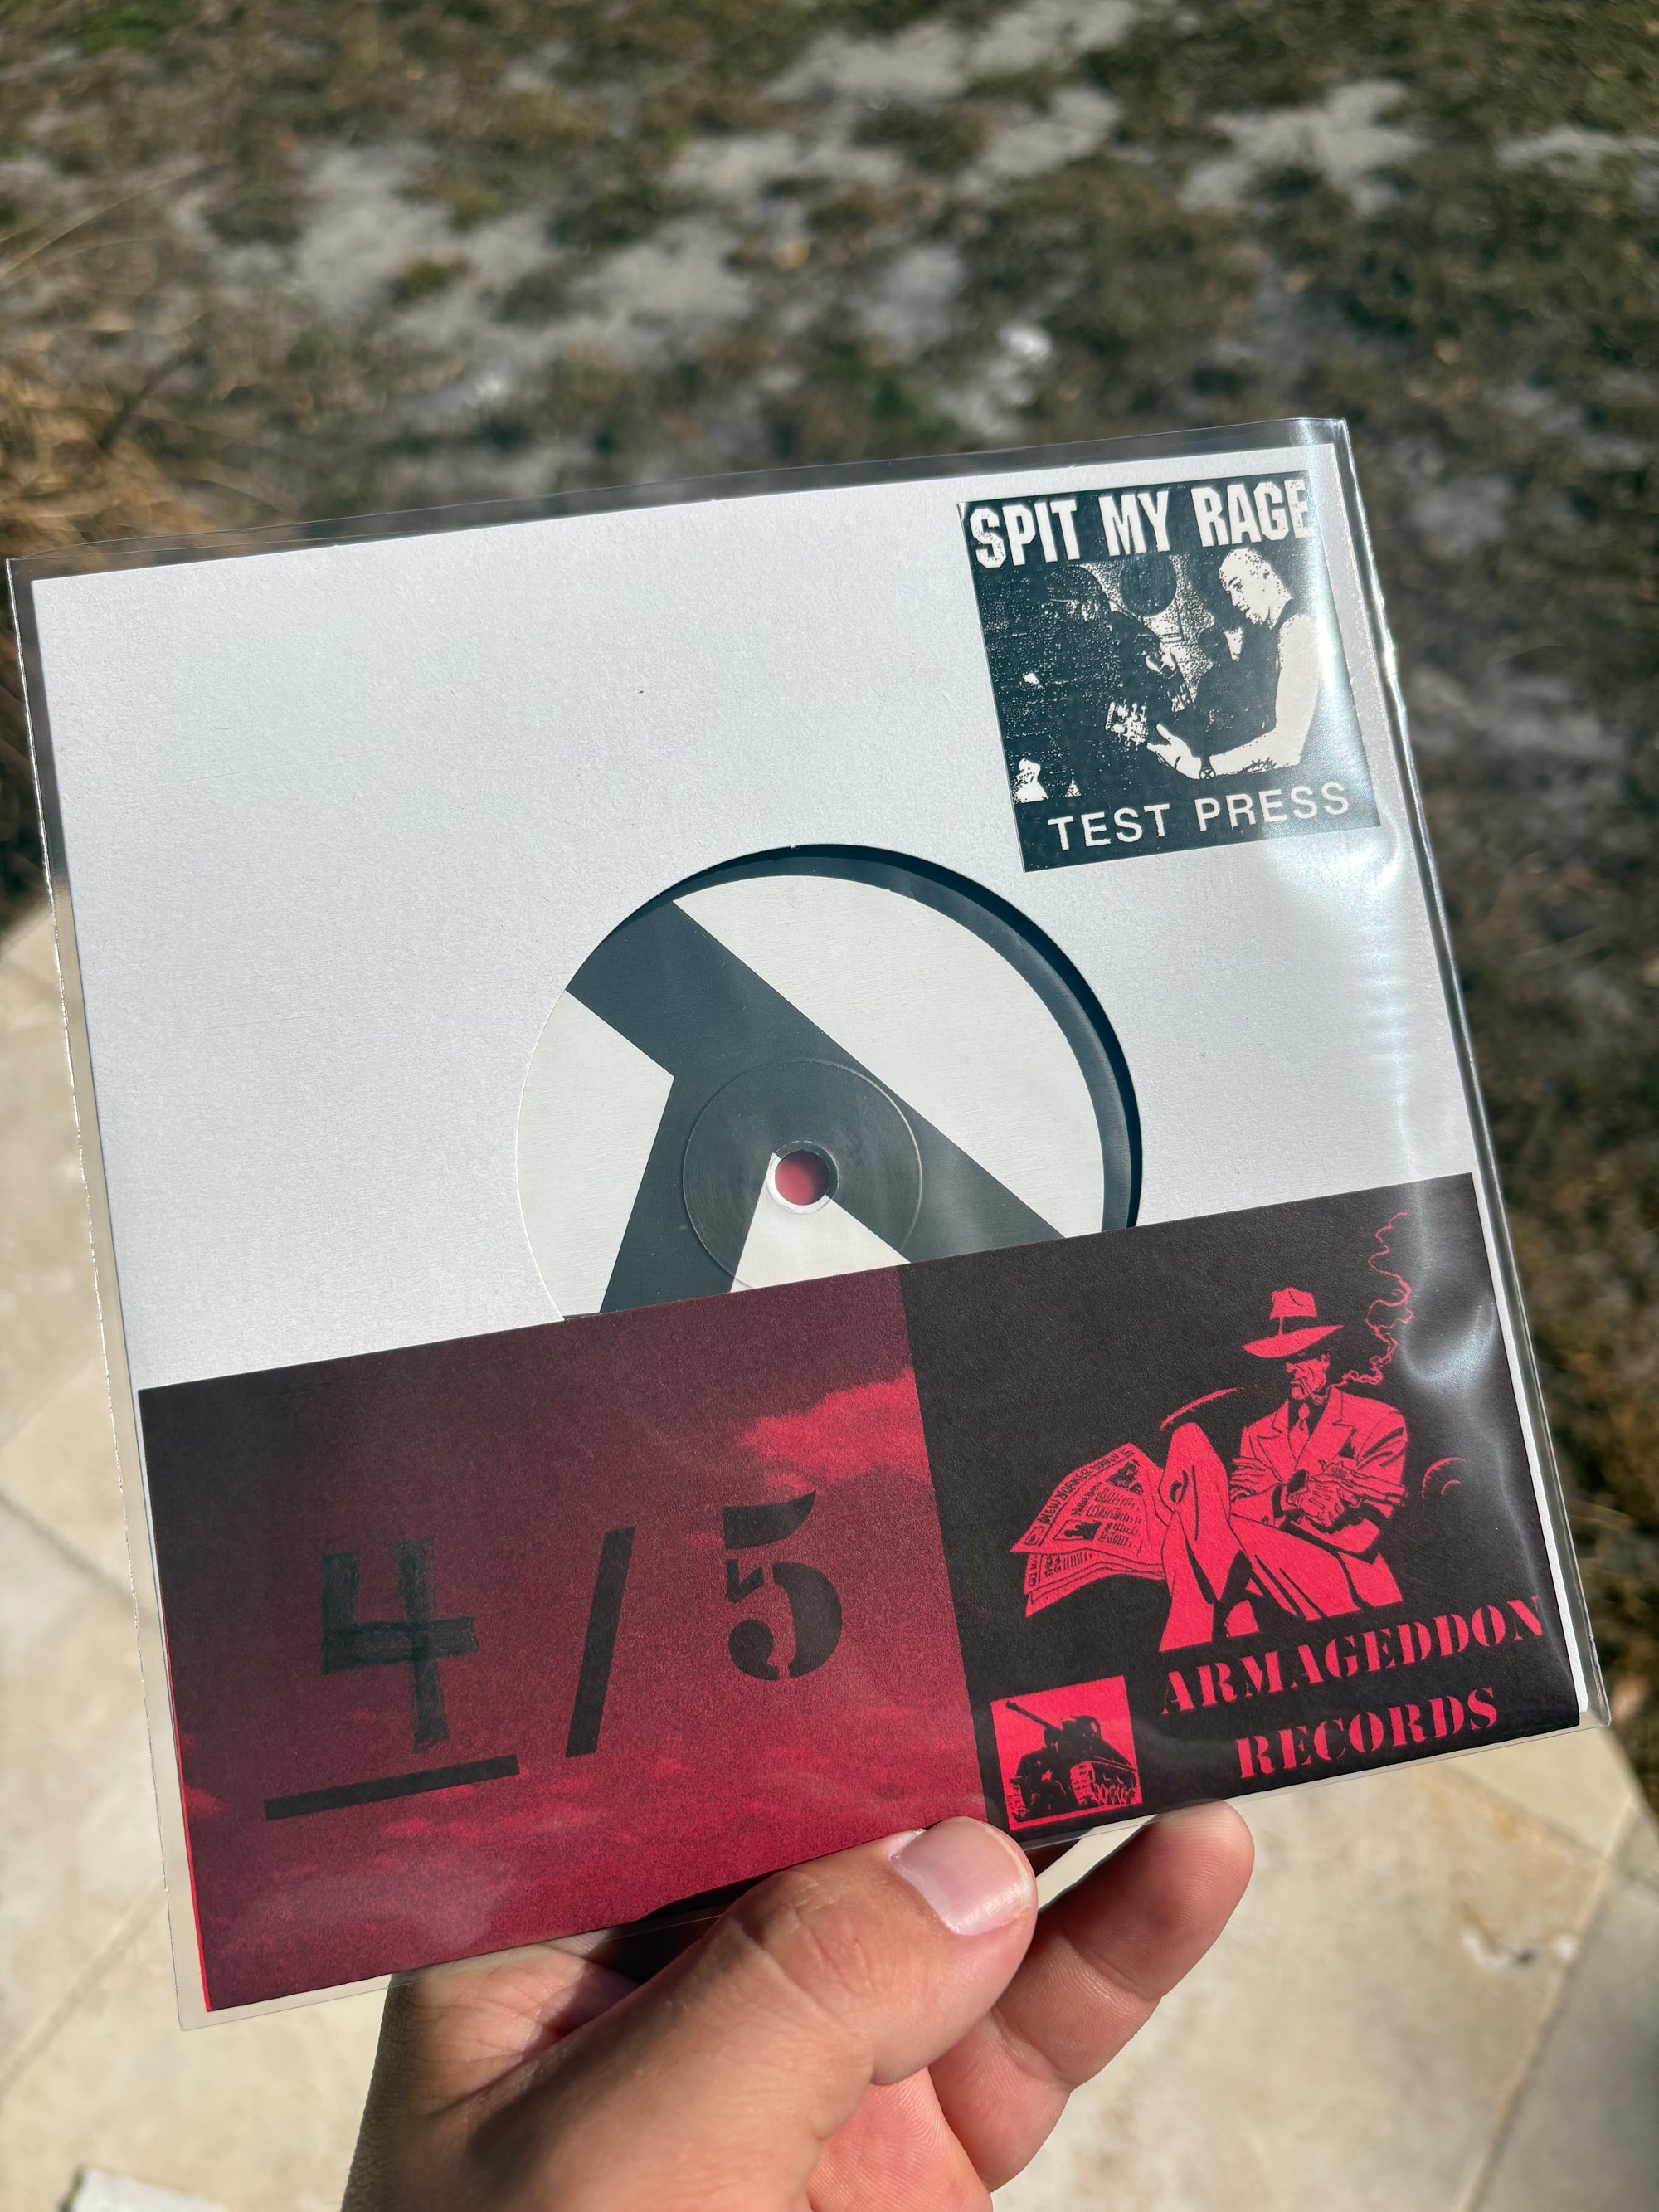 SPIT MY RAGE
TEST PRESS
4/5
ARMAGEDDON
RECORDS